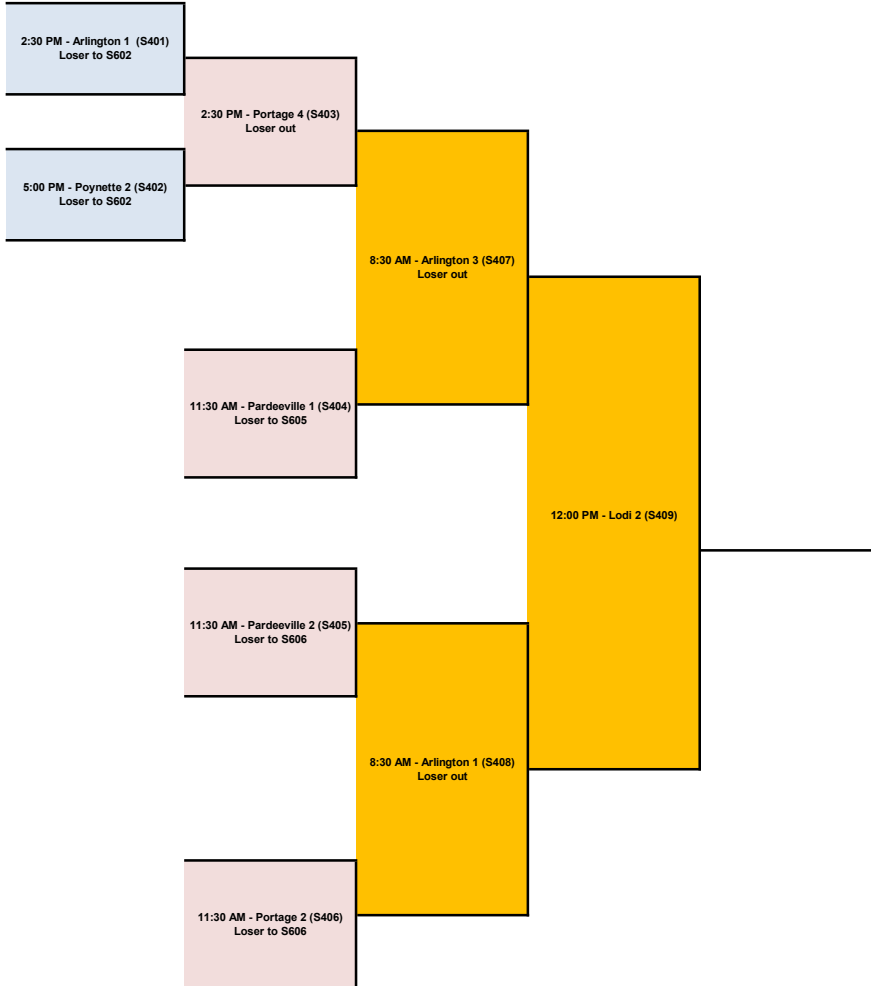 2:30 PM - Arlington 1  (S401)
Loser to S602
2:30 PM - Portage 4 (S403)
Loser out
5:00 PM - Poynette 2 (S402)
Loser to S602
8:30 AM - Arlington 3 (S407)
Loser out
11:30 AM - Pardeeville 1 (S404)
Loser to S605
12:00 PM - Lodi 2 (S409)
11:30 AM - Pardeeville 2 (S405)
Loser to S606
8:30 AM - Arlington 1 (S408)
Loser out
11:30 AM - Portage 2 (S406)
Loser to S606